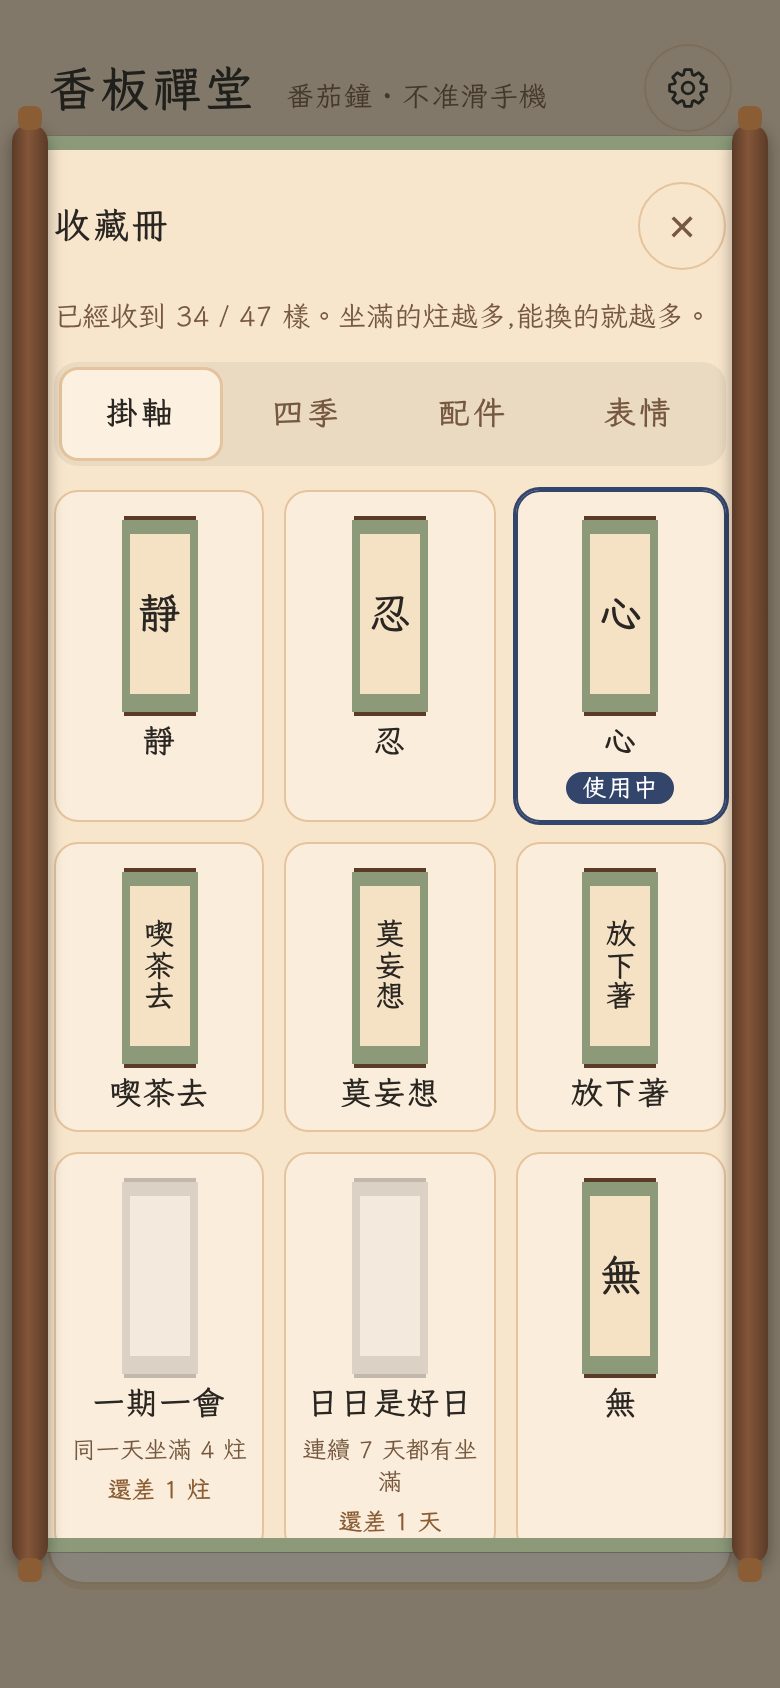 香板禪堂 番茄鐘・不准滑手機
收藏冊
×
已經收到 34 / 47 樣。坐滿的炷越多,能換的就越多。
掛軸 四季 配件 表情
靜 忍 心
靜 忍 心
使用中
喫茶去 莫妄想 放下著
喫茶去 莫妄想 放下著
無
一期一會 日日是好日 無
同一天坐滿 4 炷 連續 7 天都有坐
滿
還差 1 炷
還差 1 天